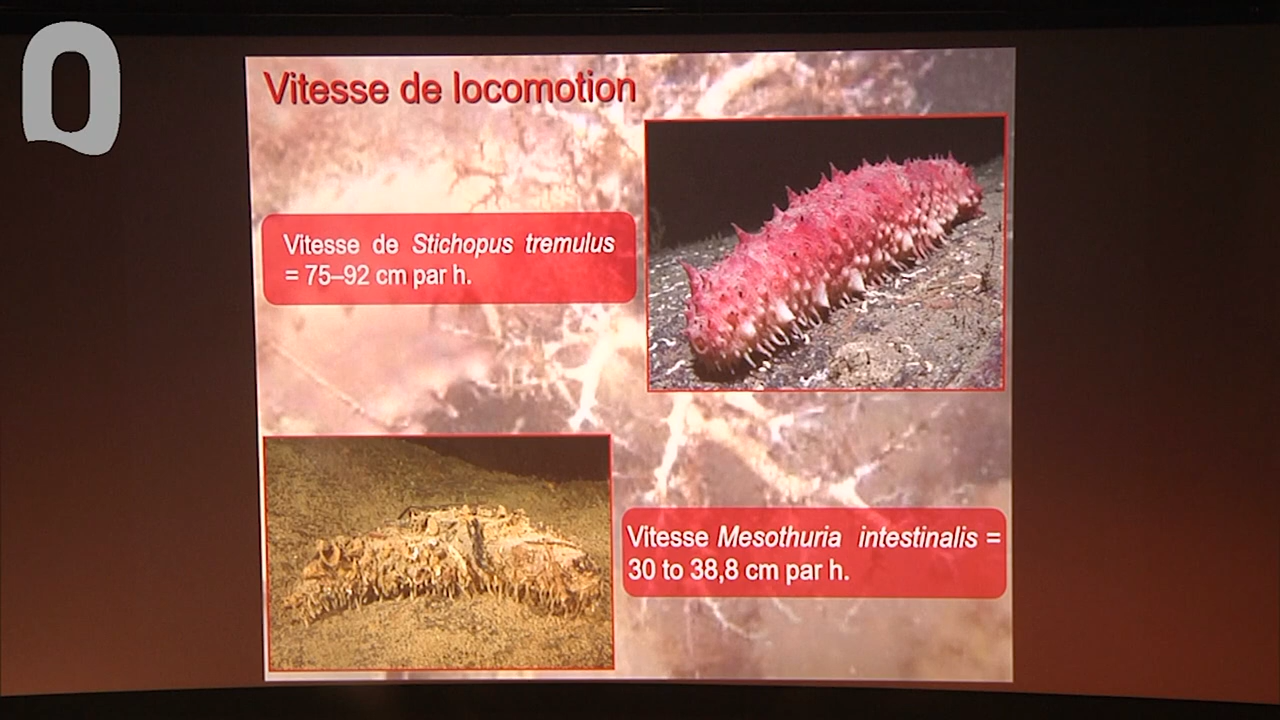 Vitesse de locomotion
Vitesse de Stichopus tremulus
= 75–92 cm par h.
Vitesse Mesothuria intestinalis =
30 to 38,8 cm par h.